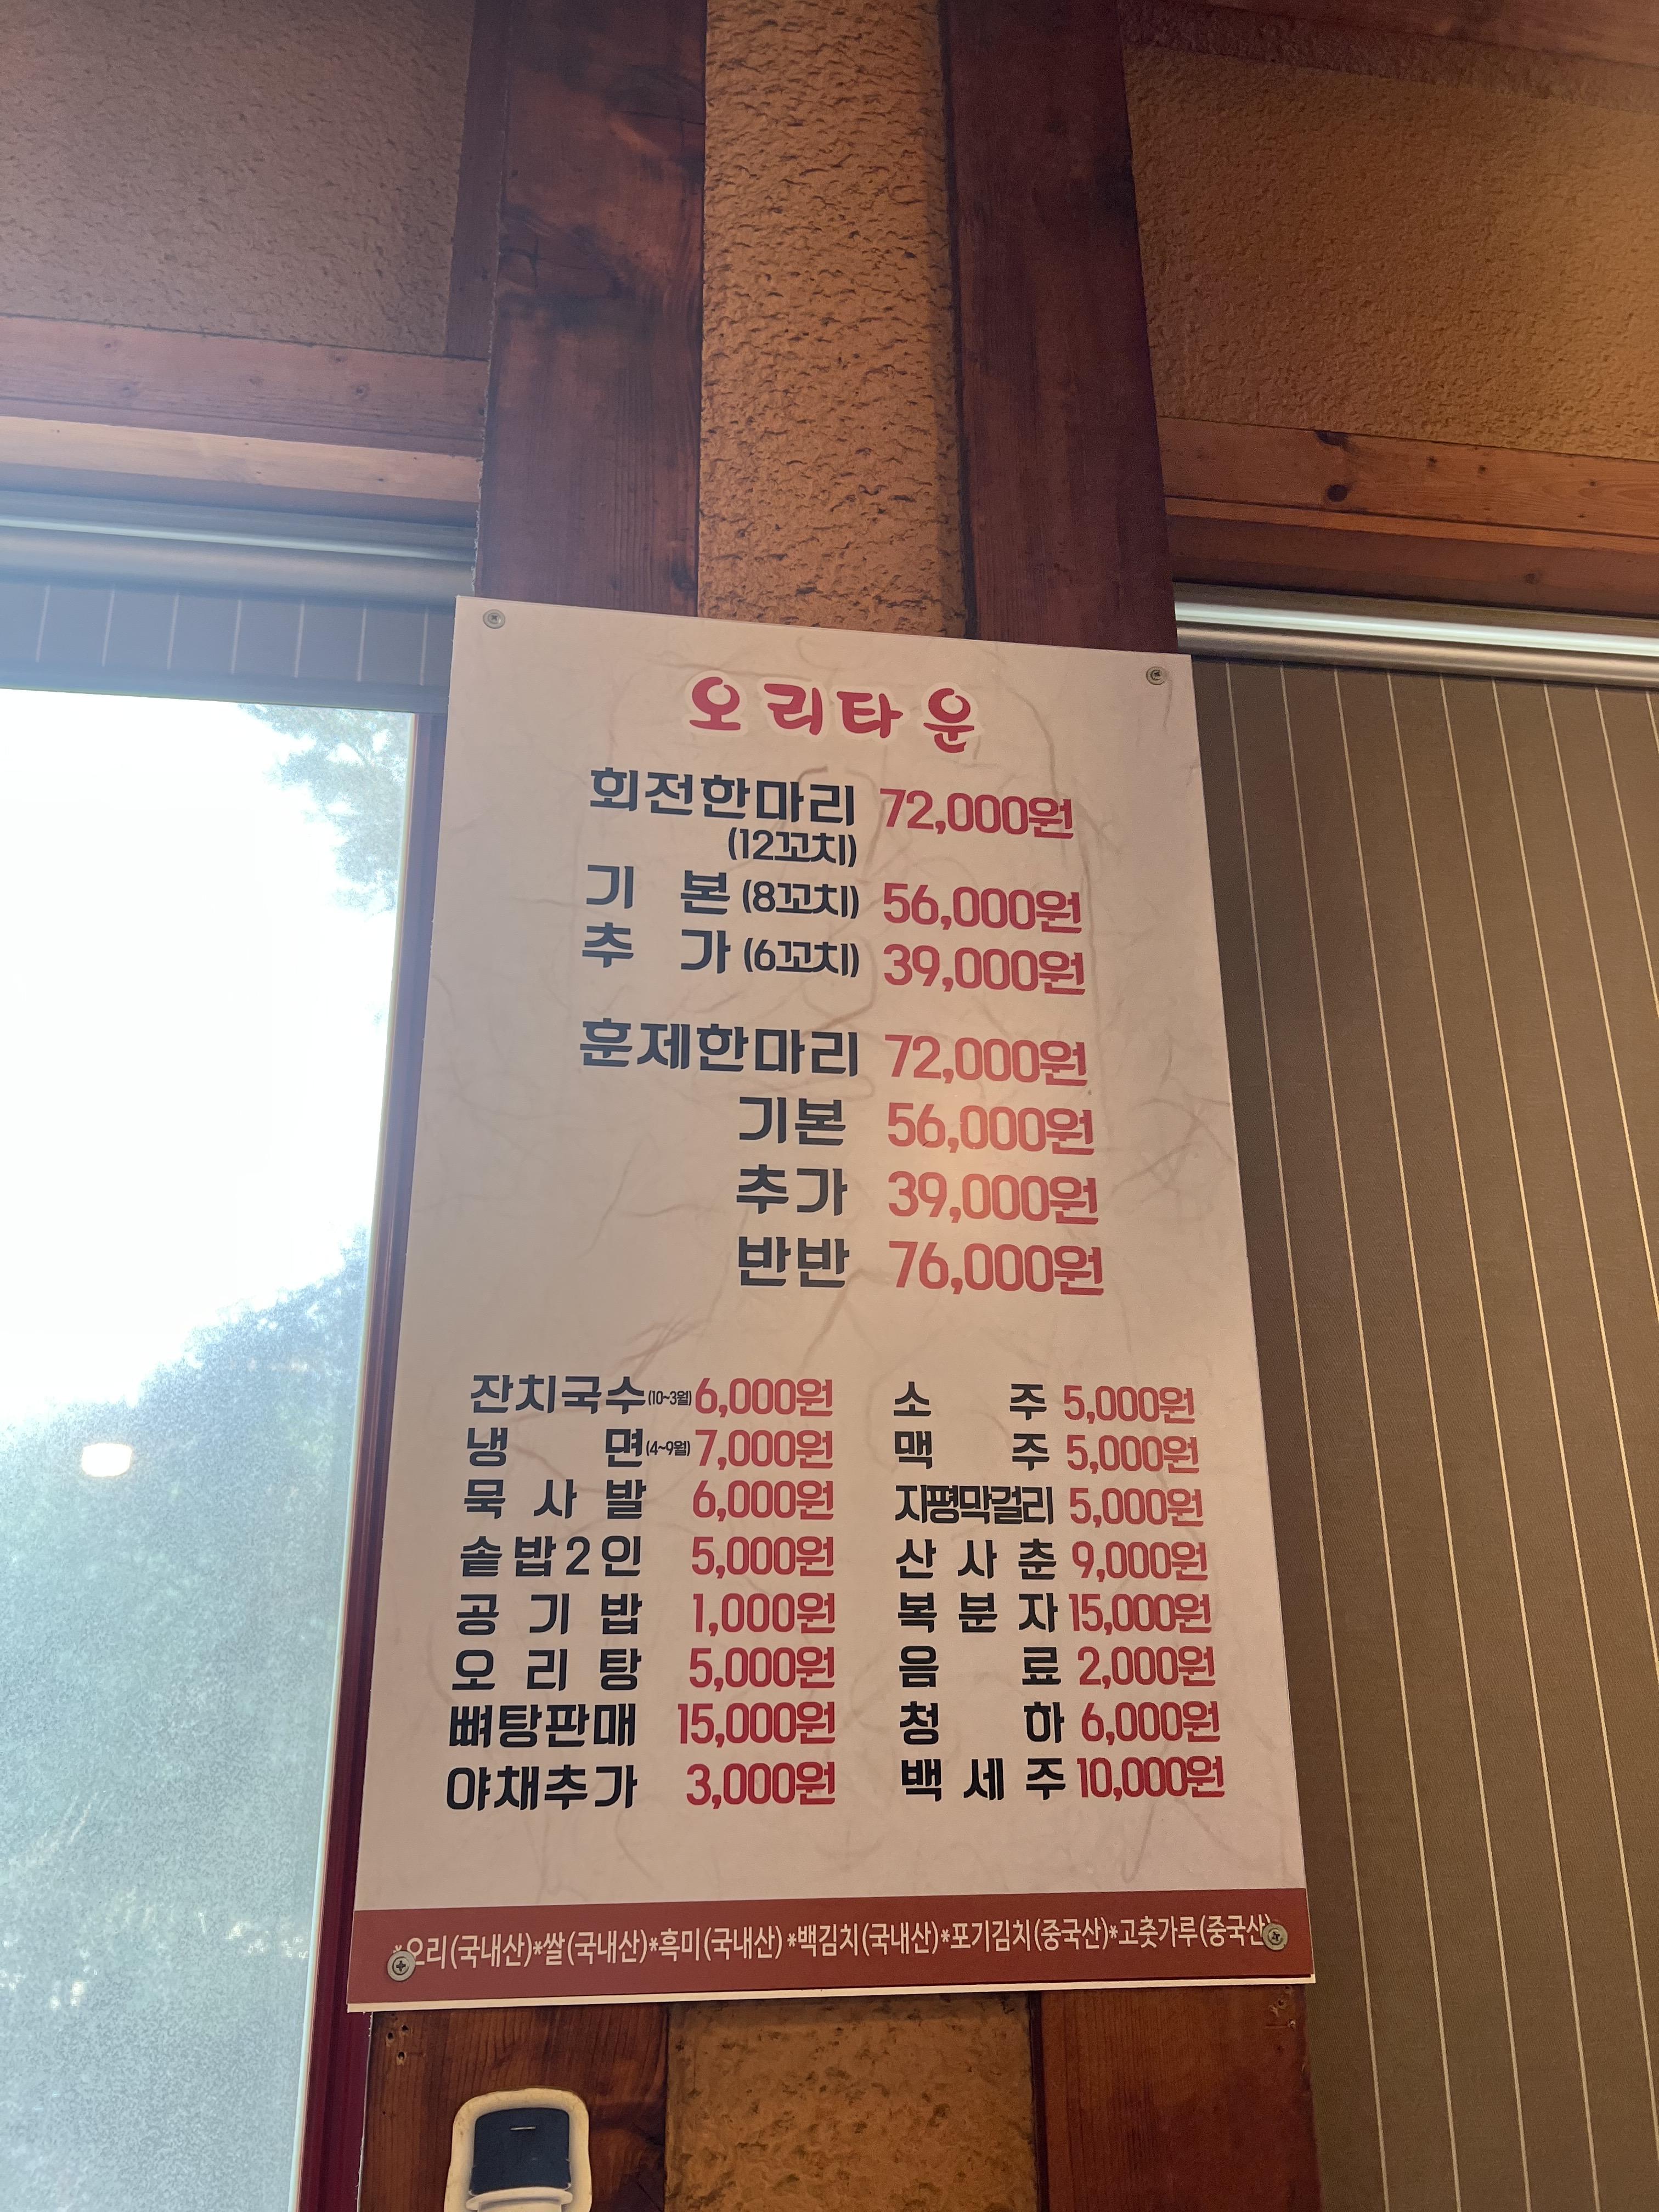 오리타운
회전한마리 72,000원
(12꼬치)
기 본 (8꼬치) 56,000원
추 가 (6꼬치) 39,000원
훈제한마리 72,000원
기본 56,000원
추가 39,000원
반반 76,000원
잔치국수 (10~3월) 6,000원
냉 면 (4~9월) 7,000원
묵 사 발 6,000원
솥밥2인 5,000원
공 기 밥 1,000원
오 리 탕 5,000원
뼈탕판매 15,000원
야채추가 3,000원
소 주 5,000원
맥 주 5,000원
지평막걸리 5,000원
산 사 춘 9,000원
복 분 자 15,000원
음 료 2,000원
청 하 6,000원
백 세 주 10,000원
*오리(국내산)*쌀(국내산)*흑미(국내산)*백김치(국내산)*포기김치(중국산)*고춧가루(중국산)